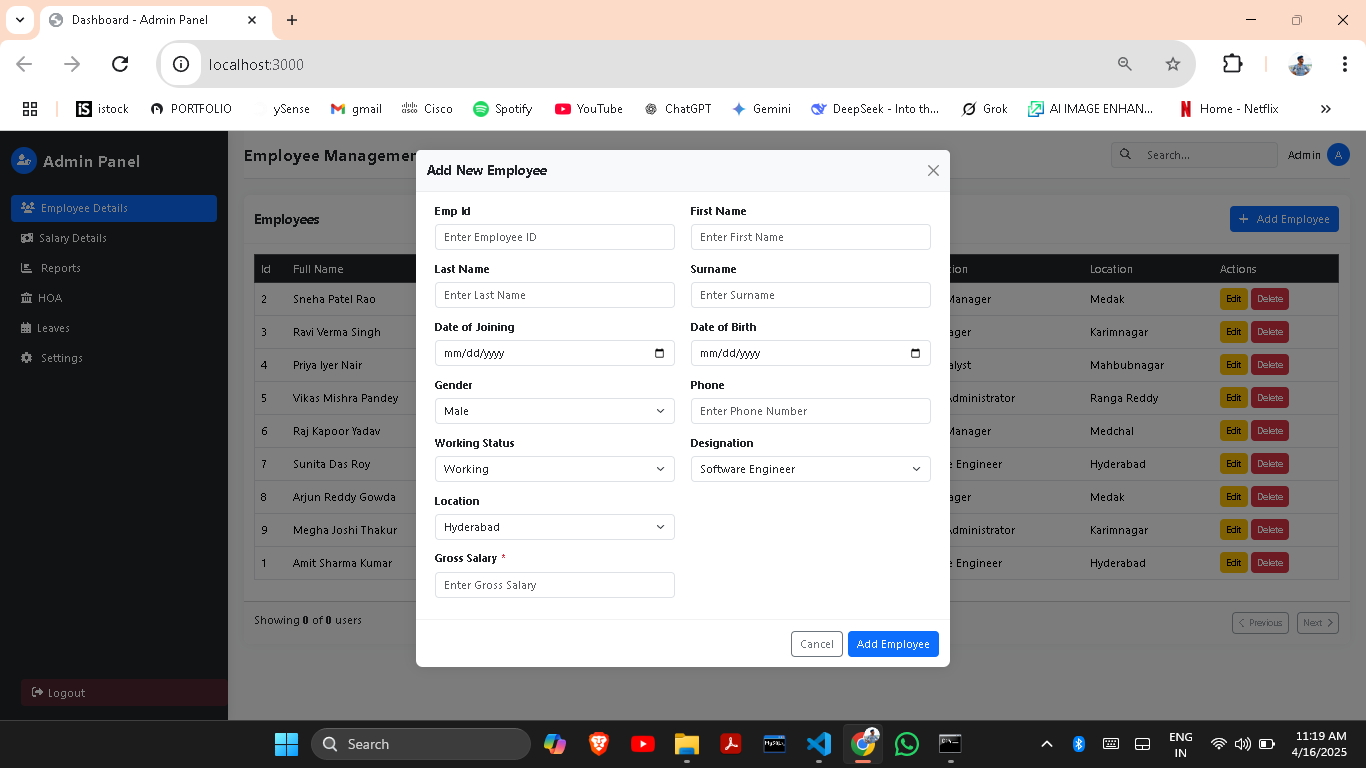 Dashboard - Admin Panel
localhost:3000
istock PORTFOLIO ySense gmail Cisco Spotify YouTube ChatGPT Gemini DeepSeek - Into th... Grok AI IMAGE ENHAN... Home - Netflix »
Admin Panel
Employee Details
Salary Details
Reports
HOA
Leaves
Settings
Logout
Employee Managemen
Search...
Admin A
Employees
Add Employee
Id Full Name ion Location Actions
2 Sneha Patel Rao Manager Medak Edit Delete
3 Ravi Verma Singh ager Karimnagar Edit Delete
4 Priya Iyer Nair alyst Mahbubnagar Edit Delete
5 Vikas Mishra Pandey dministrator Ranga Reddy Edit Delete
6 Raj Kapoor Yadav Manager Medchal Edit Delete
7 Sunita Das Roy e Engineer Hyderabad Edit Delete
8 Arjun Reddy Gowda ager Medak Edit Delete
9 Megha Joshi Thakur dministrator Karimnagar Edit Delete
1 Amit Sharma Kumar e Engineer Hyderabad Edit Delete
Showing 0 of 0 users
Previous Next
Add New Employee
Emp Id First Name
Enter Employee ID Enter First Name
Last Name Surname
Enter Last Name Enter Surname
Date of Joining Date of Birth
mm/dd/yyyy mm/dd/yyyy
Gender Phone
Male Enter Phone Number
Working Status Designation
Working Software Engineer
Location
Hyderabad
Gross Salary *
Enter Gross Salary
Cancel Add Employee
Search
MySQL
ENG
IN
11:19 AM
4/16/2025